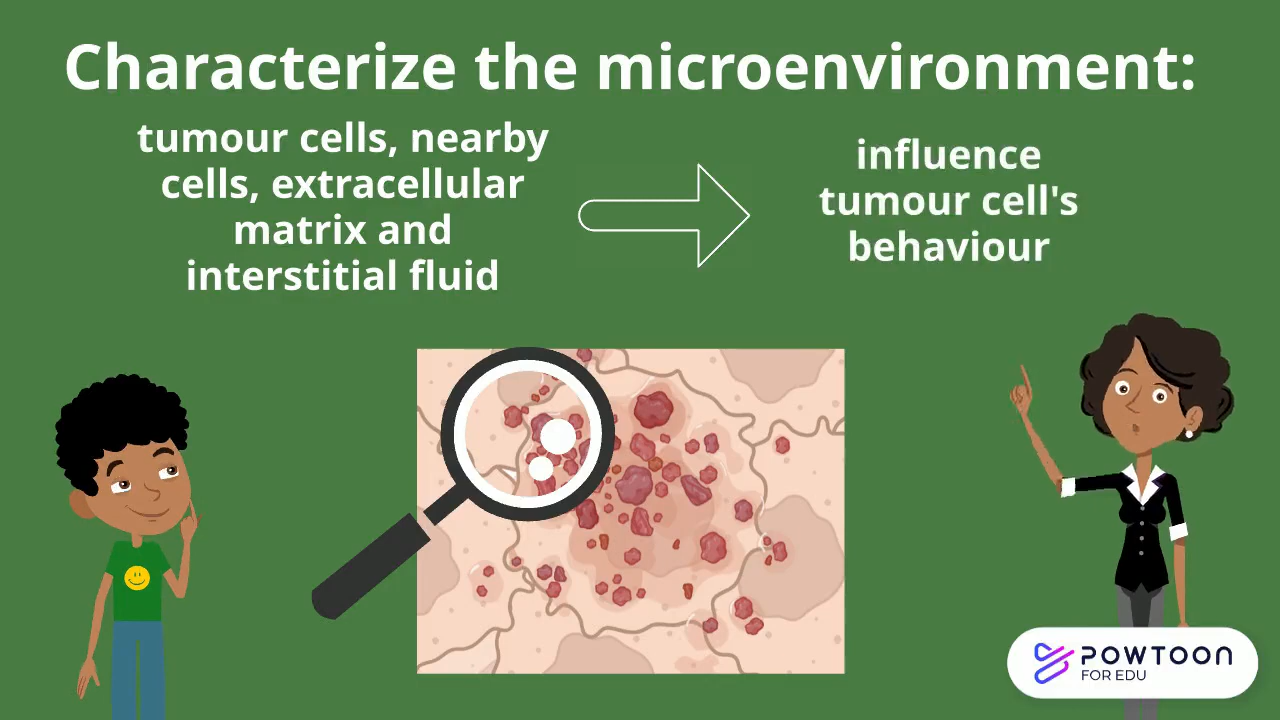 Characterize the microenvironment:
tumour cells, nearby
cells, extracellular
matrix and
interstitial fluid
influence
tumour cell's
behaviour
POWTOON
FOR EDU